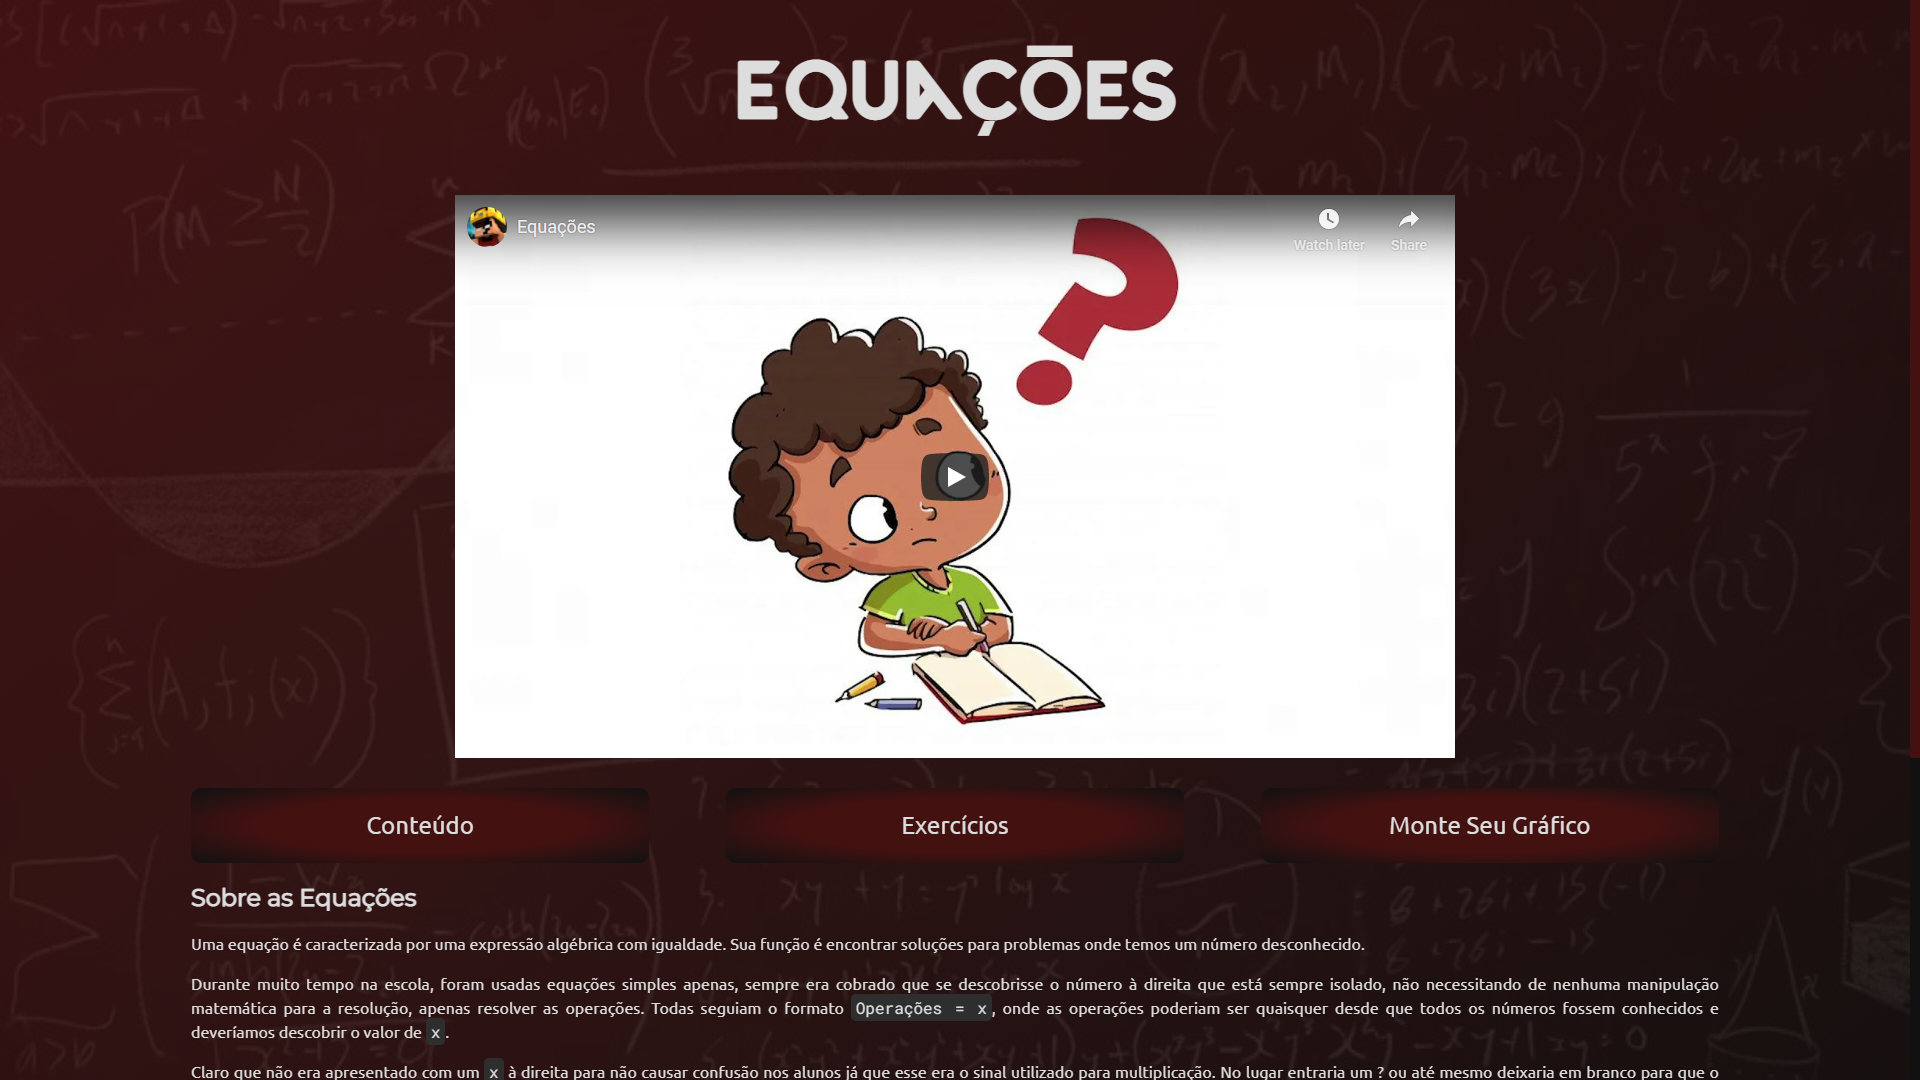 EQUAÇÕES
Equações
Watch later
Share
?
Conteúdo
Exercícios
Monte Seu Gráfico
Sobre as Equações
Uma equação é caracterizada por uma expressão algébrica com igualdade. Sua função é encontrar soluções para problemas onde temos um número desconhecido.
Durante muito tempo na escola, foram usadas equações simples apenas, sempre era cobrado que se descobrisse o número à direita que está sempre isolado, não necessitando de nenhuma manipulação
matemática para a resolução, apenas resolver as operações. Todas seguiam o formato Operações = x, onde as operações poderiam ser quaisquer desde que todos os números fossem conhecidos e
deveríamos descobrir o valor de x.
Claro que não era apresentado com um x à direita para não causar confusão nos alunos já que esse era o sinal utilizado para multiplicação. No lugar entraria um ? ou até mesmo deixaria em branco para que o